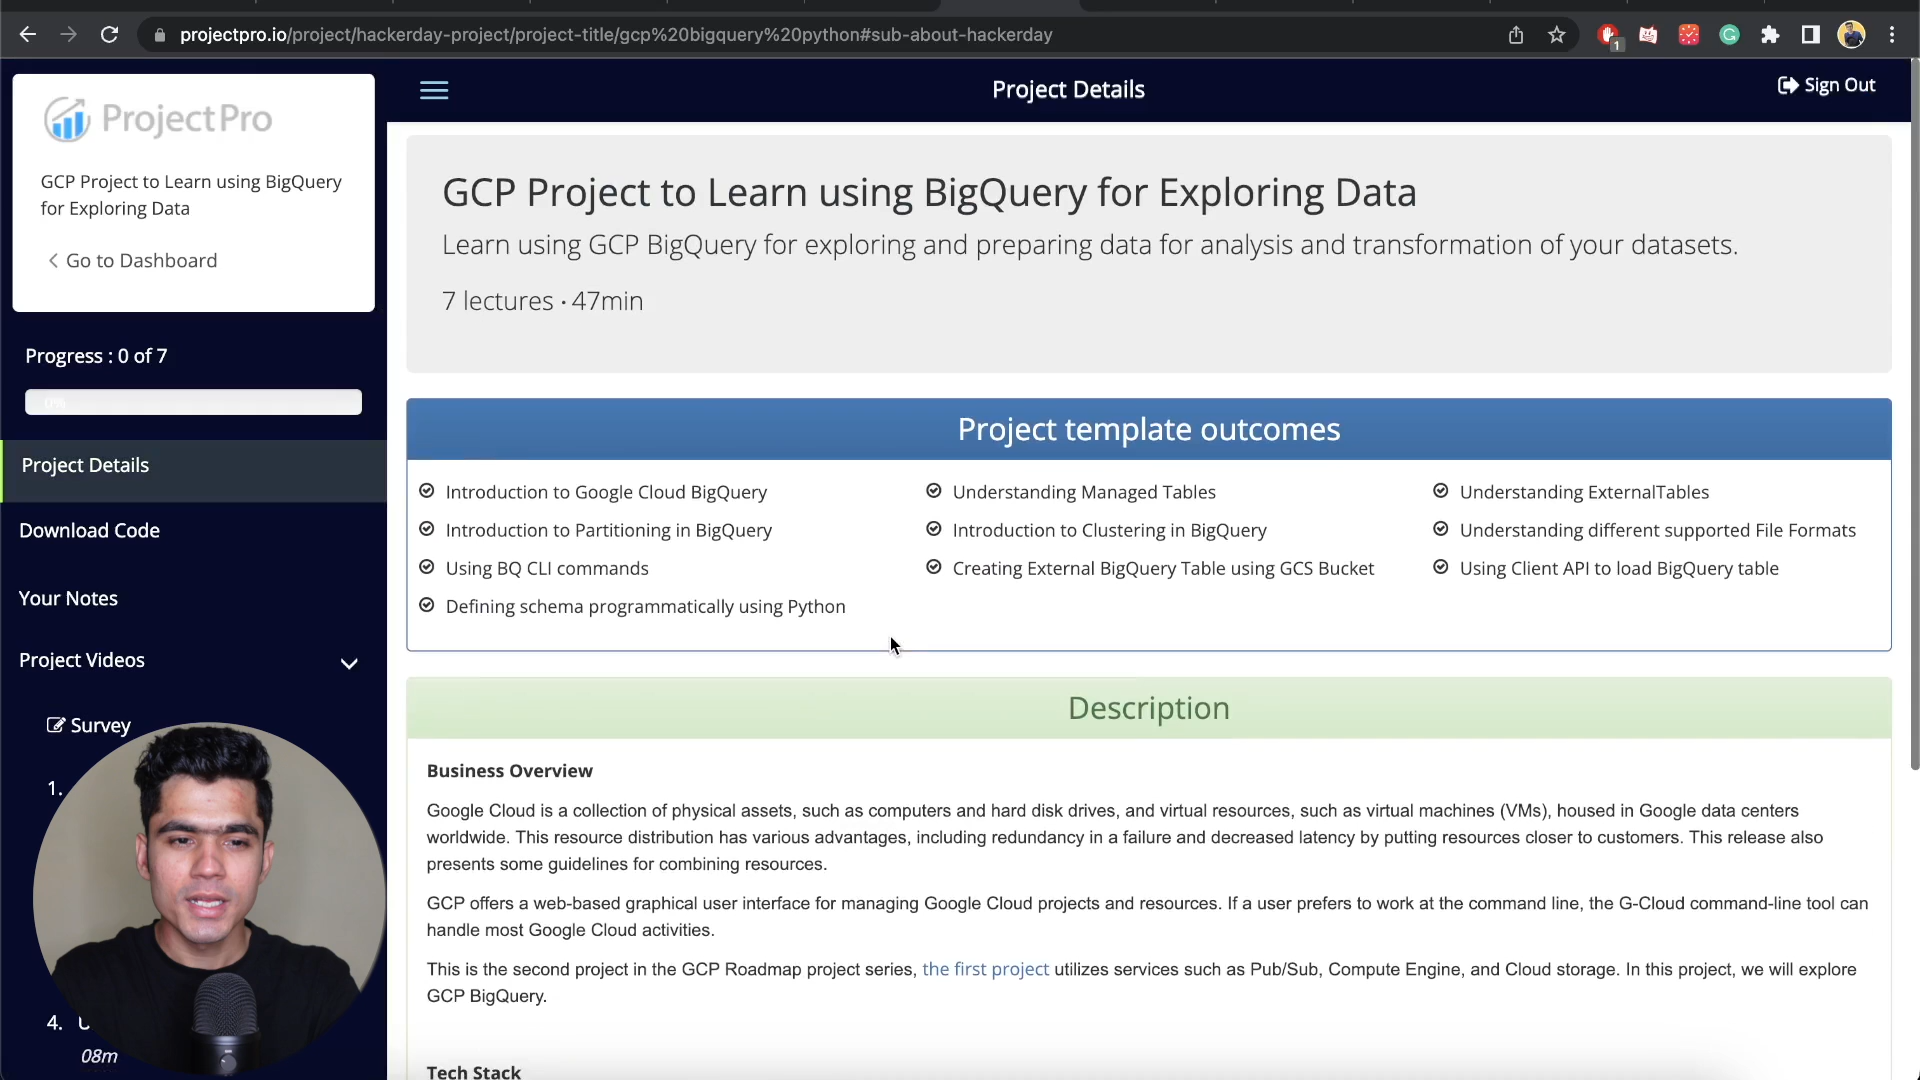 projectpro.io/project/hackerday-project/project-title/gcp%20bigquery%20python#sub-about-hackerday
1
ProjectPro
GCP Project to Learn using BigQuery
for Exploring Data
Go to Dashboard
Progress : 0 of 7
0%
Project Details
Download Code
Your Notes
Project Videos
Survey
1.
4.
08m
Project Details
Sign Out
GCP Project to Learn using BigQuery for Exploring Data
Learn using GCP BigQuery for exploring and preparing data for analysis and transformation of your datasets.
7 lectures · 47min
Project template outcomes
Introduction to Google Cloud BigQuery
Understanding Managed Tables
Understanding ExternalTables
Introduction to Partitioning in BigQuery
Introduction to Clustering in BigQuery
Understanding different supported File Formats
Using BQ CLI commands
Creating External BigQuery Table using GCS Bucket
Using Client API to load BigQuery table
Defining schema programmatically using Python
Description
Business Overview
Google Cloud is a collection of physical assets, such as computers and hard disk drives, and virtual resources, such as virtual machines (VMs), housed in Google data centers
worldwide. This resource distribution has various advantages, including redundancy in a failure and decreased latency by putting resources closer to customers. This release also
presents some guidelines for combining resources.
GCP offers a web-based graphical user interface for managing Google Cloud projects and resources. If a user prefers to work at the command line, the G-Cloud command-line tool can
handle most Google Cloud activities.
This is the second project in the GCP Roadmap project series, the first project utilizes services such as Pub/Sub, Compute Engine, and Cloud storage. In this project, we will explore
GCP BigQuery.
Tech Stack